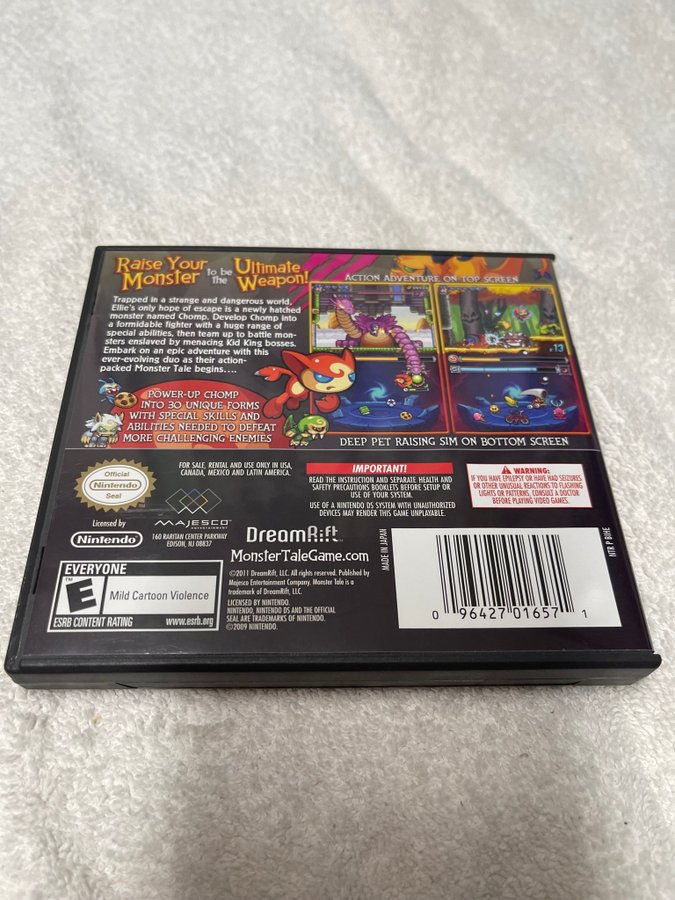 Raise Your Monster to be the Ultimate Weapon!
Trapped in a strange and dangerous world,
Ellie's only hope of escape is a newly hatched
monster named Chomp. Develop Chomp into
a formidable fighter with a huge range of
special abilities, then team up to battle mon-
sters enslaved by menacing Kid King bosses.
Embark on an epic adventure with this
ever-evolving duo as their action-
packed Monster Tale begins....
POWER-UP CHOMP
INTO 30 UNIQUE FORMS
WITH SPECIAL SKILLS AND
ABILITIES NEEDED TO DEFEAT
MORE CHALLENGING ENEMIES
ACTION ADVENTURE ON TOP SCREEN
×13
DEEP PET RAISING SIM ON BOTTOM SCREEN
Official
Nintendo
Seal
Licensed by
Nintendo
FOR SALE, RENTAL AND USE ONLY IN USA,
CANADA, MEXICO AND LATIN AMERICA.
MAJESCO
ENTERTAINMENT
160 RARITAN CENTER PARKWAY
EDISON, NJ 08837
IMPORTANT!
READ THE INSTRUCTION AND SEPARATE HEALTH AND
SAFETY PRECAUTIONS BOOKLETS BEFORE SETUP OR
USE OF YOUR SYSTEM.
USE OF A NINTENDO DS SYSTEM WITH UNAUTHORIZED
DEVICES MAY RENDER THIS GAME UNPLAYABLE.
WARNING:
IF YOU HAVE EPILEPSY OR HAVE HAD SEIZURES
OR OTHER UNUSUAL REACTIONS TO FLASHING
LIGHTS OR PATTERNS, CONSULT A DOCTOR
BEFORE PLAYING VIDEO GAMES.
DreamRift
MonsterTaleGame.com
©2011 DreamRift, LLC. All rights reserved. Published by
Majesco Entertainment Company. Monster Tale is a
trademark of DreamRift, LLC.
LICENSED BY NINTENDO.
NINTENDO, NINTENDO DS AND THE OFFICIAL
SEAL ARE TRADEMARKS OF NINTENDO.
©2009 NINTENDO.
EVERYONE
E
Mild Cartoon Violence
ESRB CONTENT RATING www.esrb.org
MADE IN JAPAN
0 96427 01657 1
NTR P BIHE